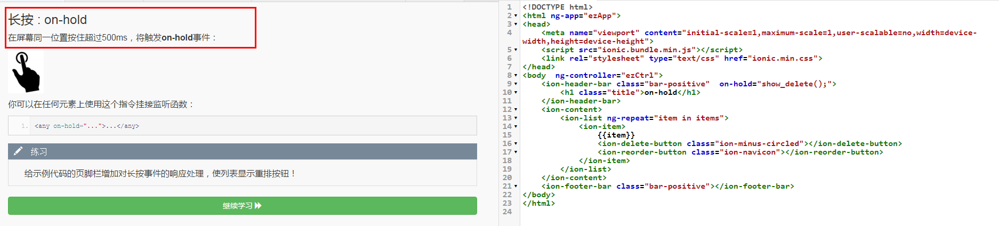 长按：on-hold
在屏幕同一位置按住超过500ms，将触发on-hold事件：
你可以在任何元素上使用这个指令挂接监听函数：
1. <any on-hold="...">...</any>
练习
给示例代码的页脚栏增加对长按事件的响应处理，使列表显示重排按钮！
继续学习
1 <!DOCTYPE html>
2 <html ng-app="ezApp">
3 <head>
4 <meta name="viewport" content="initial-scale=1,maximum-scale=1,user-scalable=no,width=device-
width,height=device-height">
5 <script src="ionic.bundle.min.js"></script>
6 <link rel="stylesheet" type="text/css" href="ionic.min.css">
7 </head>
8 <body  ng-controller="ezCtrl">
9 <ion-header-bar class="bar-positive"  on-hold="show_delete();">
10 <h1 class="title">on-hold</h1>
11 </ion-header-bar>
12 <ion-content>
13 <ion-list ng-repeat="item in items">
14 <ion-item>
15 {{item}}
16 <ion-delete-button class="ion-minus-circled"></ion-delete-button>
17 <ion-reorder-button class="ion-navicon"></ion-reorder-button>
18 </ion-item>
19 </ion-list>
20 </ion-content>
21 <ion-footer-bar class="bar-positive"></ion-footer-bar>
22 </body>
23 </html>
24